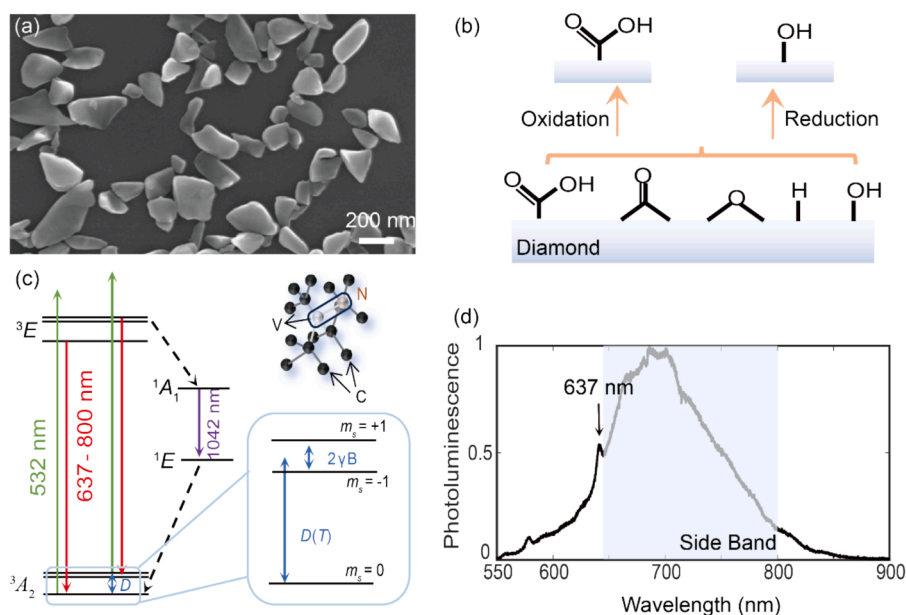 (a)
200 nm
(b)
O
OH
OH
Oxidation
Reduction
O
OH
O
O
H
OH
Diamond
(c)
³E
532 nm
637 - 800 nm
¹A₁
1042 nm
¹E
³A₂
D
N
V
C
mₛ = +1
2γB
mₛ = -1
D(T)
mₛ = 0
(d)
Photoluminescence
1
0.5
0
637 nm
Side Band
550
600
700
800
900
Wavelength (nm)